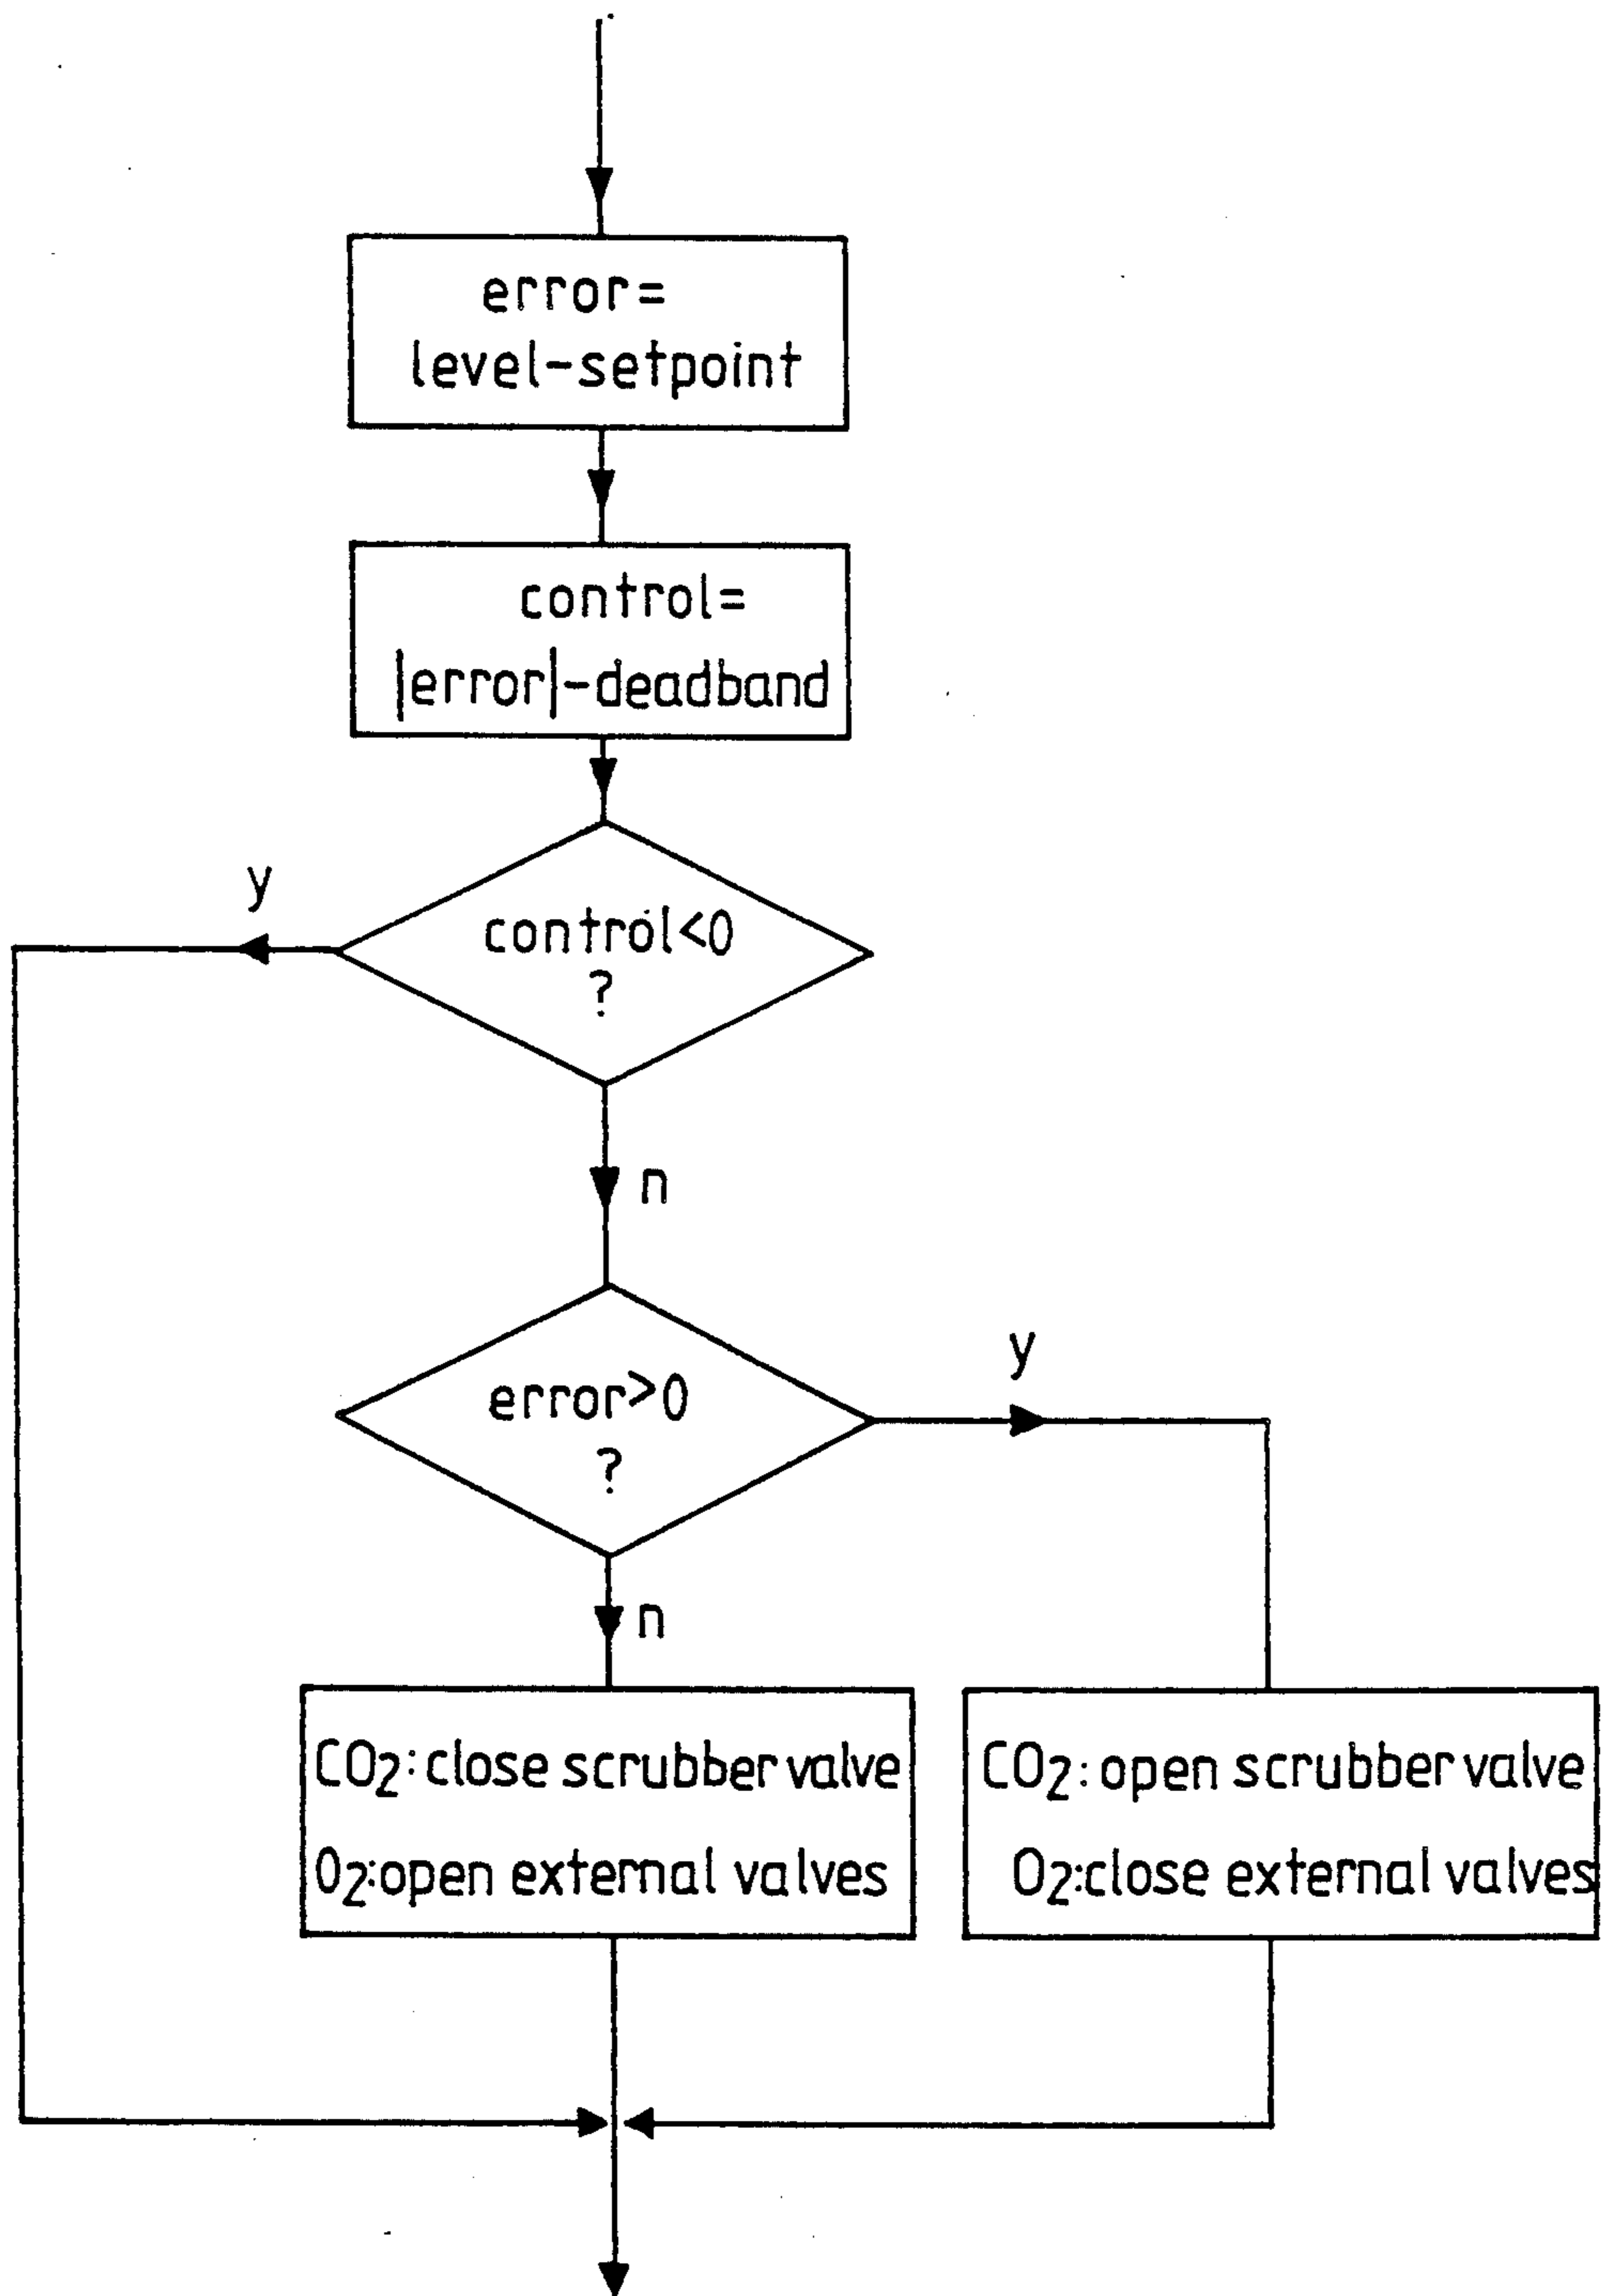 error=
level-setpoint
control=
|error|-deadband
y
control<0
?
n
y
error>0
?
n
CO2: close scrubber valve
O2:open external valves
CO2: open scrubber valve
O2:close external valves